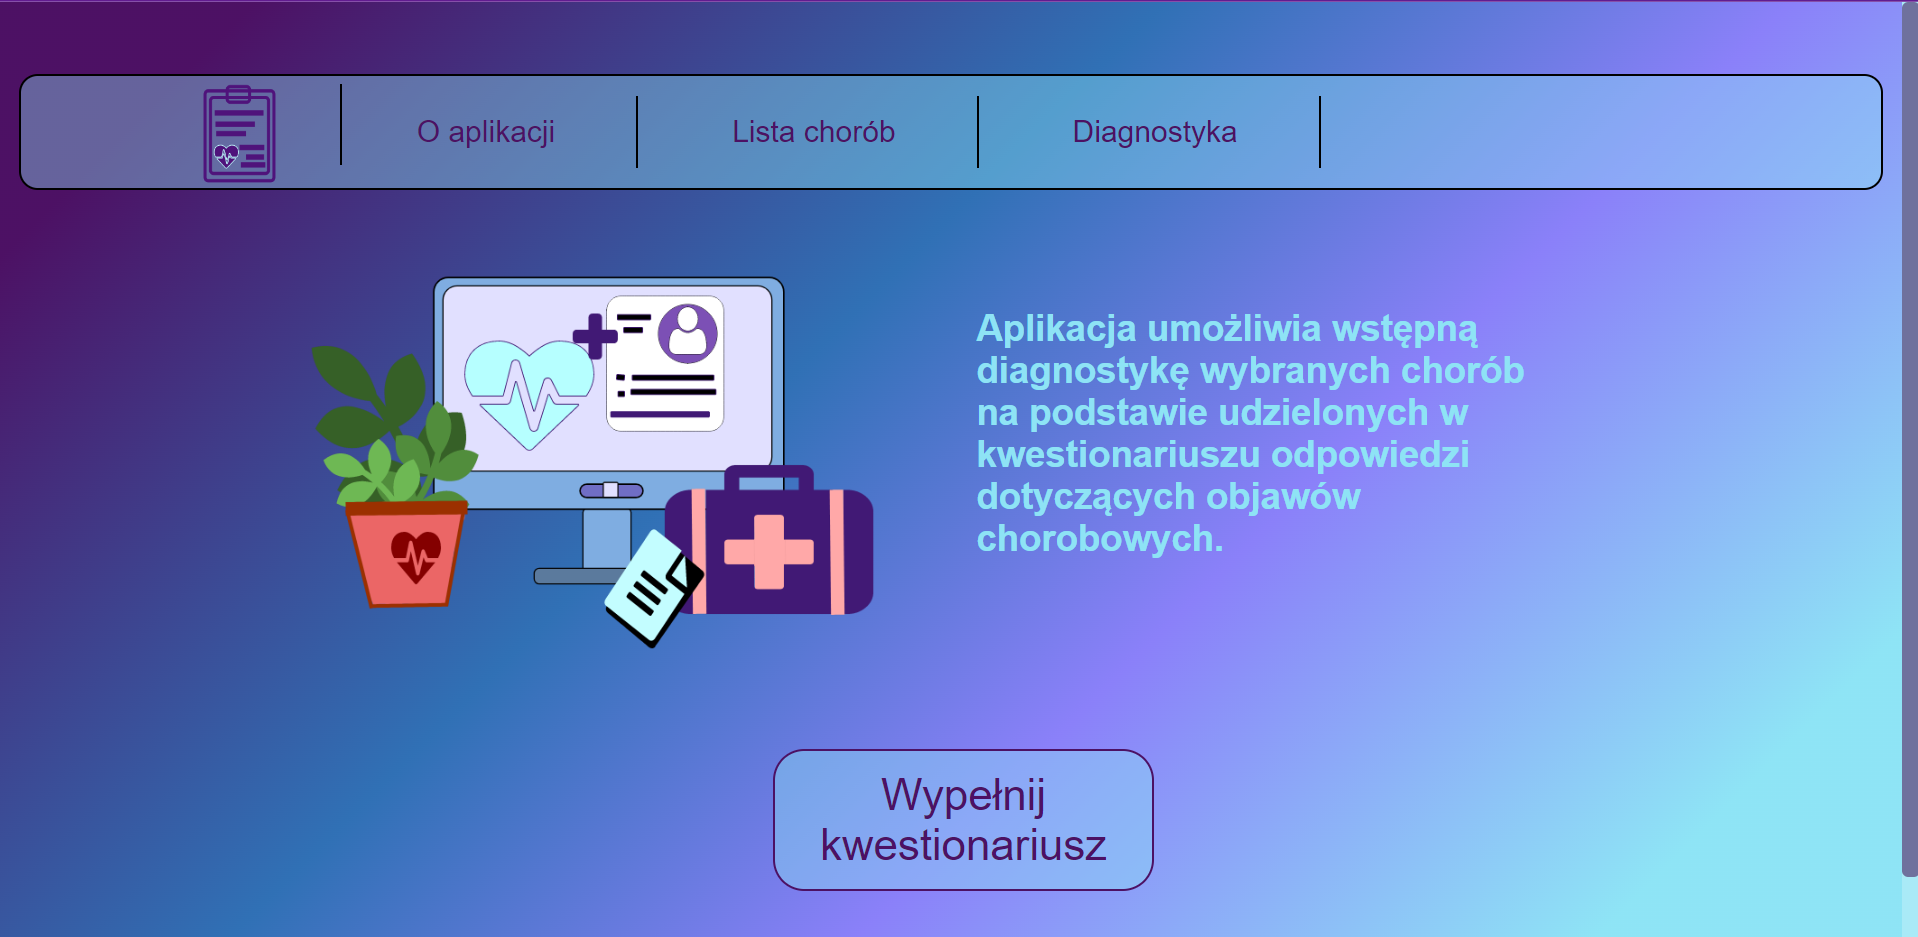 O aplikacji
Lista chorób
Diagnostyka
Aplikacja umożliwia wstępną
diagnostykę wybranych chorób
na podstawie udzielonych w
kwestionariuszu odpowiedzi
dotyczących objawów
chorobowych.
Wypełnij
kwestionariusz